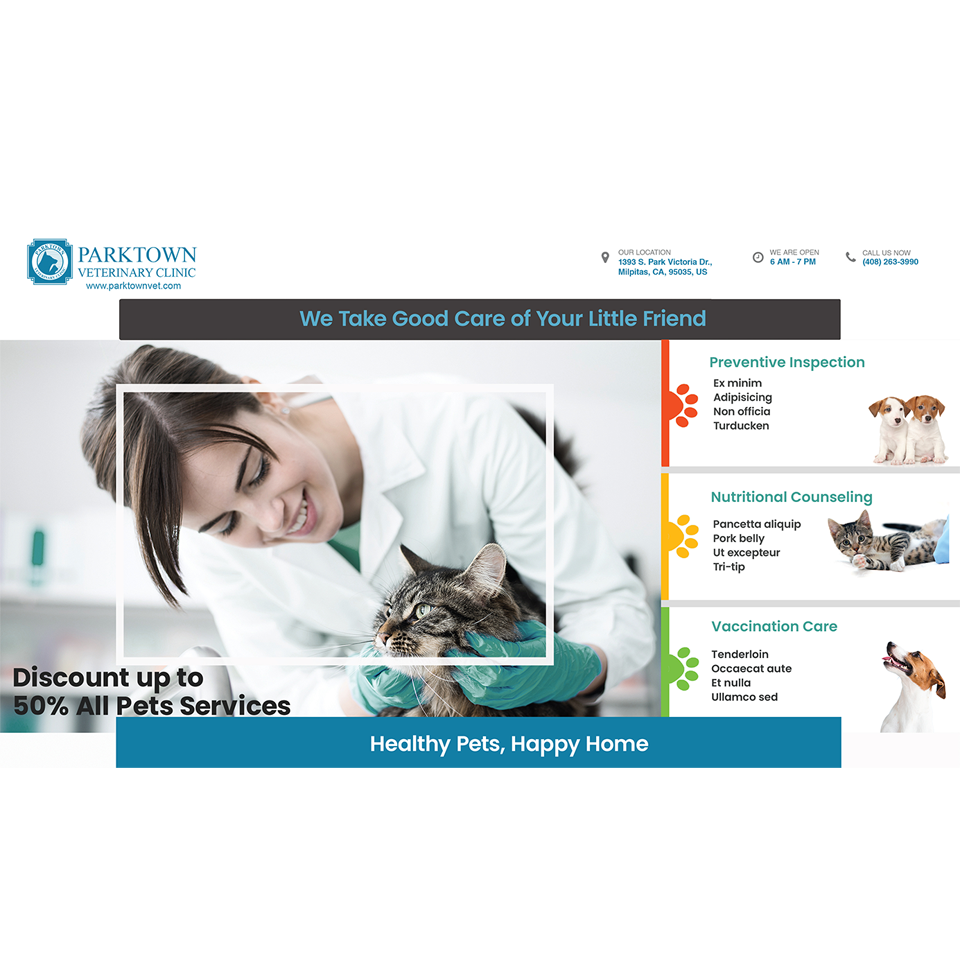 PARKTOWN
VETERINARY CLINIC
www.parktownvet.com
OUR LOCATION
1393 S. Park Victoria Dr.,
Milpitas, CA, 95035, US
WE ARE OPEN
6 AM - 7 PM
CALL US NOW
(408) 263-3990
We Take Good Care of Your Little Friend
Preventive Inspection
Ex minim
Adipisicing
Non officia
Turducken
Nutritional Counseling
Pancetta aliquip
Pork belly
Ut excepteur
Tri-tip
Vaccination Care
Tenderloin
Occaecat aute
Et nulla
Ullamco sed
Discount up to
50% All Pets Services
Healthy Pets, Happy Home